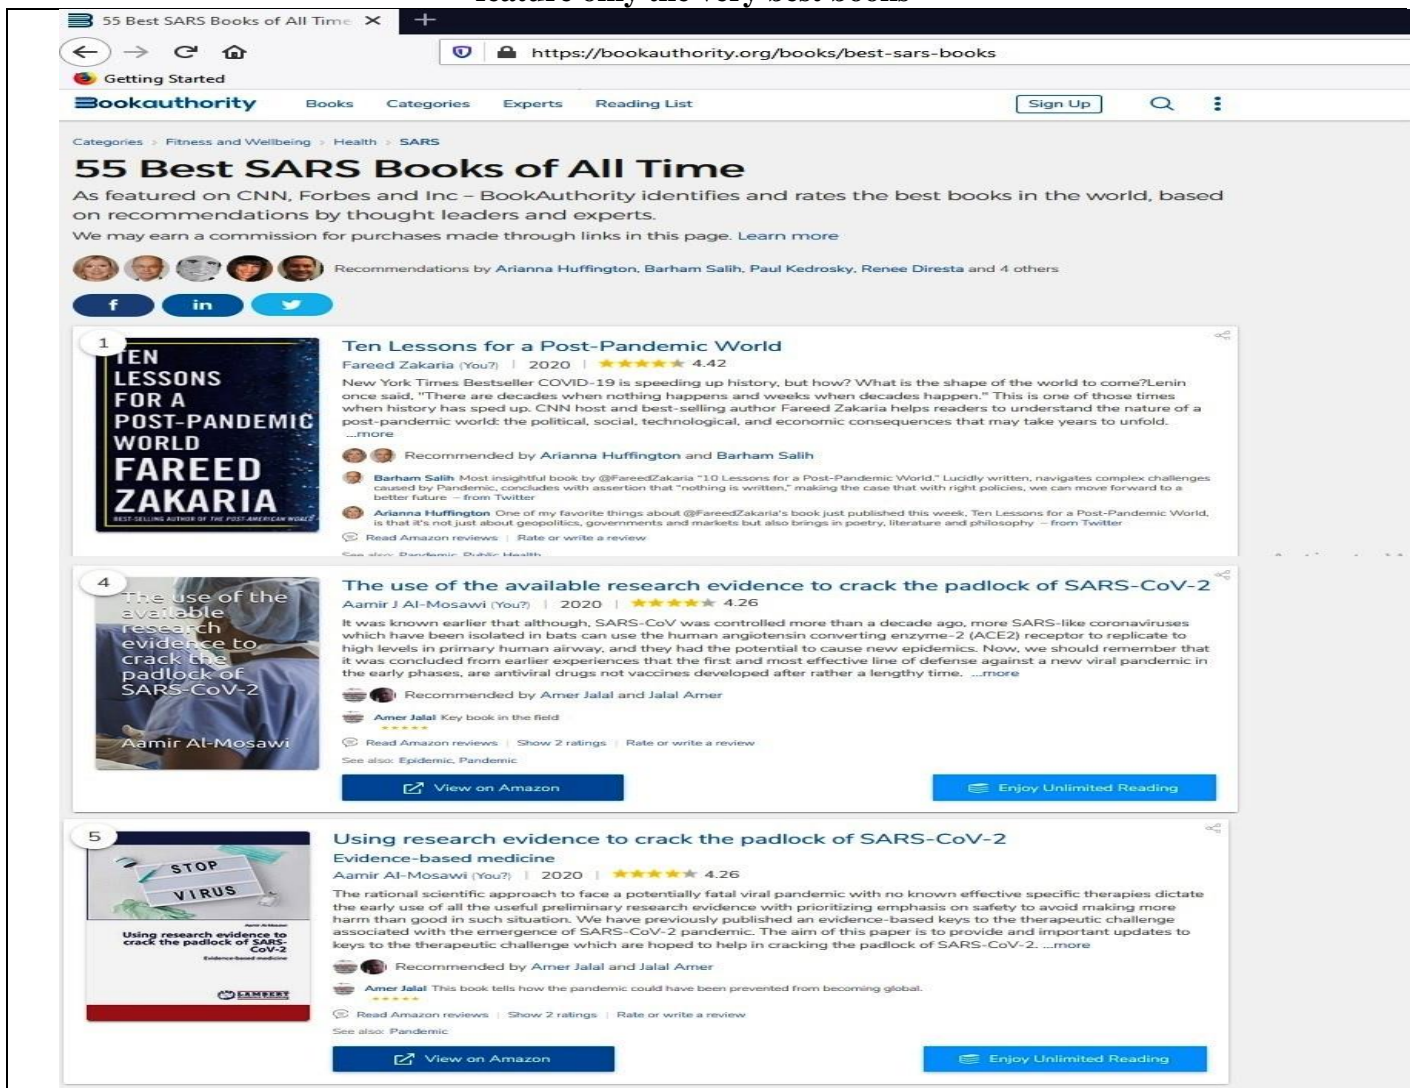 feature only the very best books
55 Best SARS Books of All Time
https://bookauthority.org/books/best-sars-books
Getting Started
Bookauthority Books Categories Experts Reading List Sign Up
Categories > Fitness and Wellbeing > Health > SARS
55 Best SARS Books of All Time
As featured on CNN, Forbes and Inc – BookAuthority identifies and rates the best books in the world, based
on recommendations by thought leaders and experts.
We may earn a commission for purchases made through links in this page. Learn more
Recommendations by Arianna Huffington, Barham Salih, Paul Kedrosky, Renee Diresta and 4 others
f in
1
TEN
LESSONS
FOR A
POST-PANDEMIC
WORLD
FAREED
ZAKARIA
BEST-SELLING AUTHOR OF THE POST-AMERICAN WORLD
Ten Lessons for a Post-Pandemic World
Fareed Zakaria (You?) | 2020 | 4.42
New York Times Bestseller COVID-19 is speeding up history, but how? What is the shape of the world to come?Lenin
once said, "There are decades when nothing happens and weeks when decades happen." This is one of those times
when history has sped up. CNN host and best-selling author Fareed Zakaria helps readers to understand the nature of a
post-pandemic world: the political, social, technological, and economic consequences that may take years to unfold.
...more
Recommended by Arianna Huffington and Barham Salih
Barham Salih Most insightful book by @FareedZakaria "10 Lessons for a Post-Pandemic World." Lucidly written, navigates complex challenges
caused by Pandemic, concludes with assertion that "nothing is written," making the case that with right policies, we can move forward to a
better future – from Twitter
Arianna Huffington One of my favorite things about @FareedZakaria's book just published this week, Ten Lessons for a Post-Pandemic World,
is that it's not just about geopolitics, governments and markets but also brings in poetry, literature and philosophy – from Twitter
Read Amazon reviews | Rate or write a review
See also: Pandemic, Public Health
4
The use of the
available
research
evidence to
crack the
padlock of
SARS-CoV-2
Aamir Al-Mosawi
The use of the available research evidence to crack the padlock of SARS-CoV-2
Aamir J Al-Mosawi (You?) | 2020 | 4.26
It was known earlier that although, SARS-CoV was controlled more than a decade ago, more SARS-like coronaviruses
which have been isolated in bats can use the human angiotensin converting enzyme-2 (ACE2) receptor to replicate to
high levels in primary human airway, and they had the potential to cause new epidemics. Now, we should remember that
it was concluded from earlier experiences that the first and most effective line of defense against a new viral pandemic in
the early phases, are antiviral drugs not vaccines developed after rather a lengthy time. ...more
Recommended by Amer Jalal and Jalal Amer
Amer Jalal Key book in the field
Read Amazon reviews | Show 2 ratings | Rate or write a review
See also: Epidemic, Pandemic
View on Amazon Enjoy Unlimited Reading
5
STOP
VIRUS
Aamir Al-Mosawi
Using research evidence to
crack the padlock of SARS-
CoV-2
Evidence-based medicine
LAMBERT
Using research evidence to crack the padlock of SARS-CoV-2
Evidence-based medicine
Aamir Al-Mosawi (You?) | 2020 | 4.26
The rational scientific approach to face a potentially fatal viral pandemic with no known effective specific therapies dictate
the early use of all the useful preliminary research evidence with prioritizing emphasis on safety to avoid making more
harm than good in such situation. We have previously published an evidence-based keys to the therapeutic challenge
associated with the emergence of SARS-CoV-2 pandemic. The aim of this paper is to provide and important updates to
keys to the therapeutic challenge which are hoped to help in cracking the padlock of SARS-CoV-2. ...more
Recommended by Amer Jalal and Jalal Amer
Amer Jalal This book tells how the pandemic could have been prevented from becoming global.
Read Amazon reviews | Show 2 ratings | Rate or write a review
See also: Pandemic
View on Amazon Enjoy Unlimited Reading